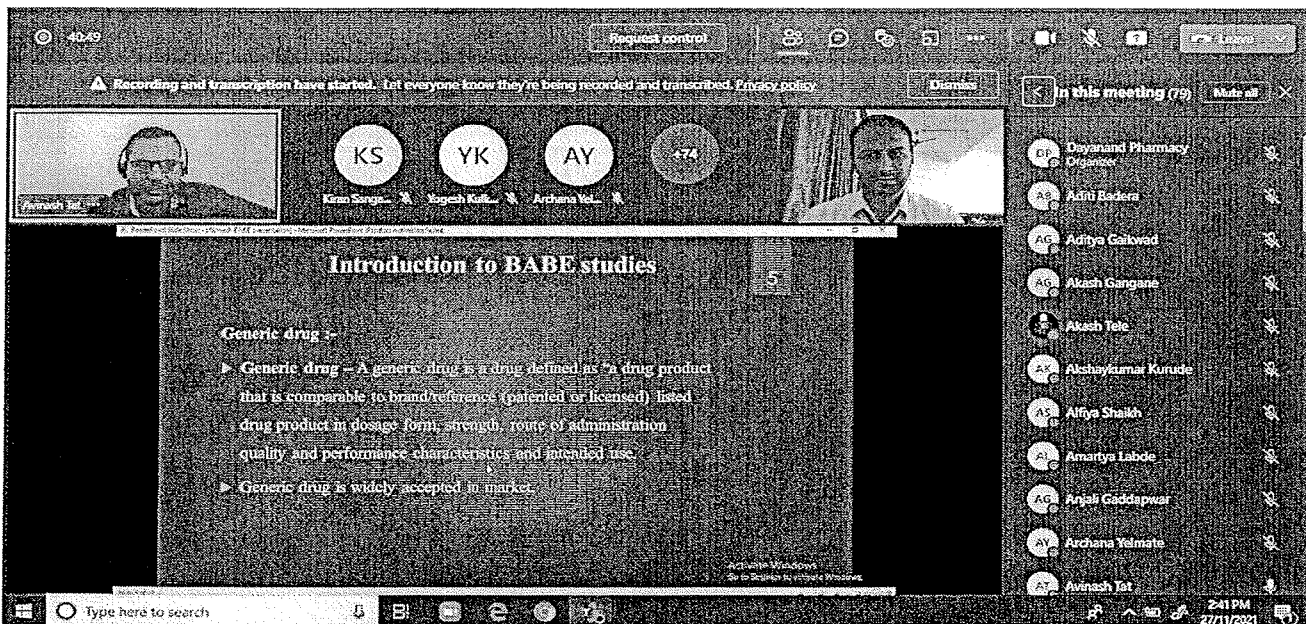 40:49
Request control
Leave
Recording and transcription have started. Let everyone know they're being recorded and transcribed. Privacy policy
Dismiss
In this meeting (79)
Mute all
KS
YK
AY
+74
Avinash Tat
Kiran Sanga...
Yogesh Kulk...
Archana Yel...
Introduction to BABE studies
5
Generic drug :-
► Generic drug – A generic drug is a drug defined as "a drug product
that is comparable to brand/reference (patented or licensed) listed
drug product in dosage form, strength, route of administration
quality and performance characteristics and intended use.
► Generic drug is widely accepted in market.
Activate Windows
Go to Settings to activate Windows.
DP
Dayanand Pharmacy
Organizer
AB
Aditi Badera
AG
Aditya Gaikwad
AG
Akash Gangane
Akash Tele
AK
Akshaykumar Kurude
AS
Alfiya Shaikh
AL
Amartya Labde
AG
Anjali Gaddapwar
AY
Archana Yelmate
AT
Avinash Tat
Type here to search
2:41 PM
27/11/2021